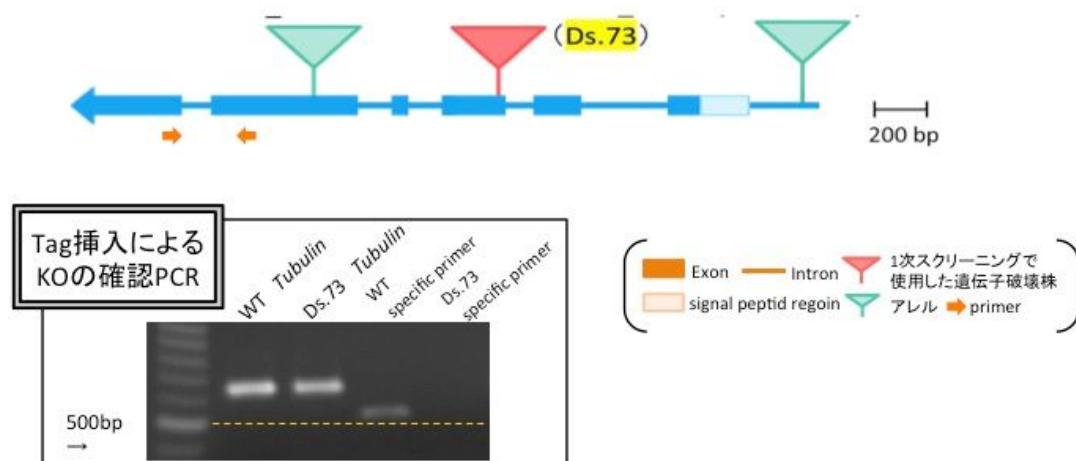 (Ds.73)
200 bp
Tag挿入による
KOの確認PCR
WT Tubulin
Ds.73 Tubulin
WT
specific primer
Ds.73
specific primer
500bp
→
Exon
Intron
1次スクリーニングで
使用した遺伝子破壊株
signal peptid regoin
アレル
primer